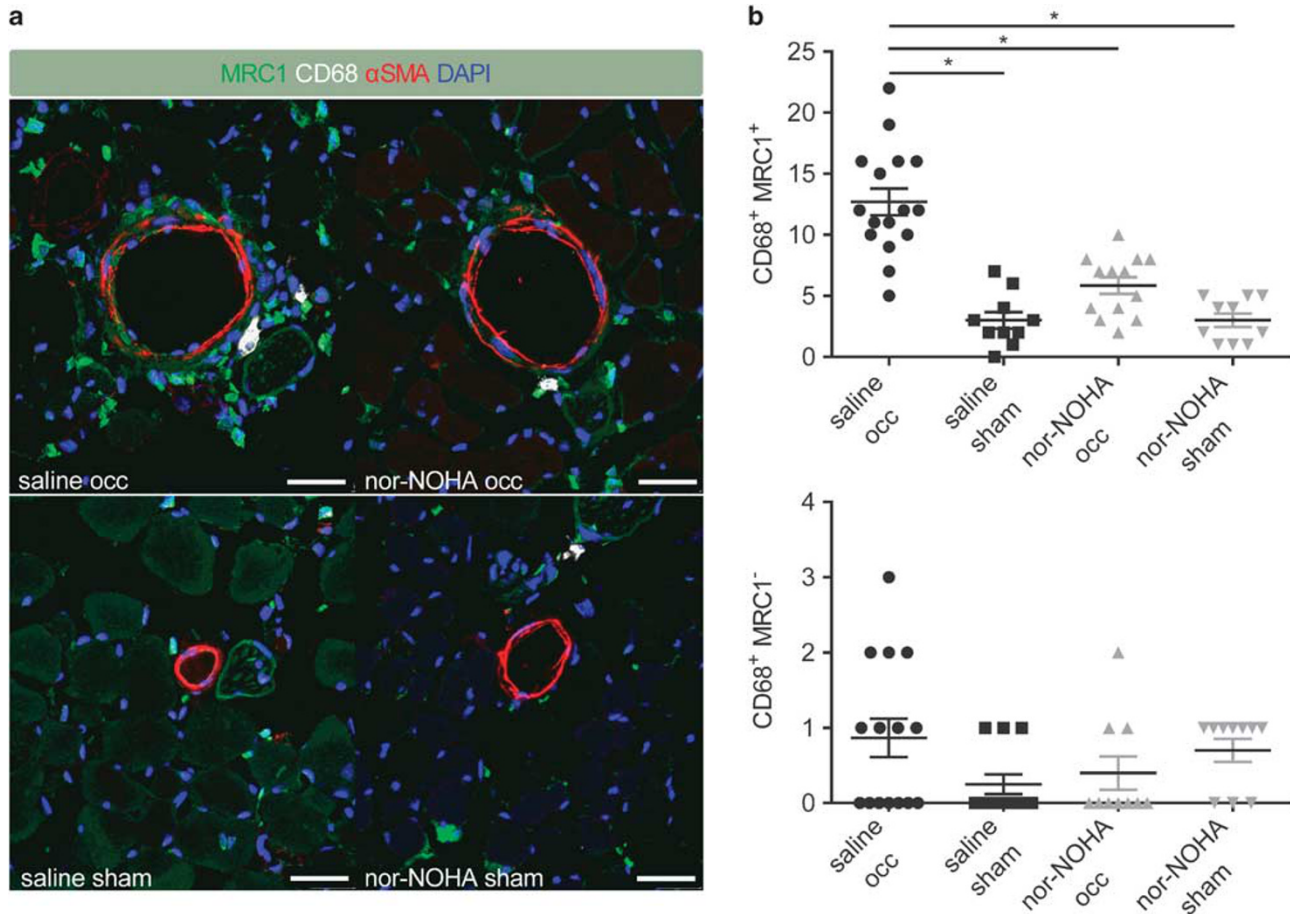 a
MRC1 CD68 αSMA DAPI
saline occ
nor-NOHA occ
saline sham
nor-NOHA sham
b
*
*
*
25
20
15
10
5
0
CD68+ MRC1+
saline
occ
saline
sham
nor-NOHA
occ
nor-NOHA
sham
4
3
2
1
0
CD68+ MRC1-
saline
occ
saline
sham
nor-NOHA
occ
nor-NOHA
sham